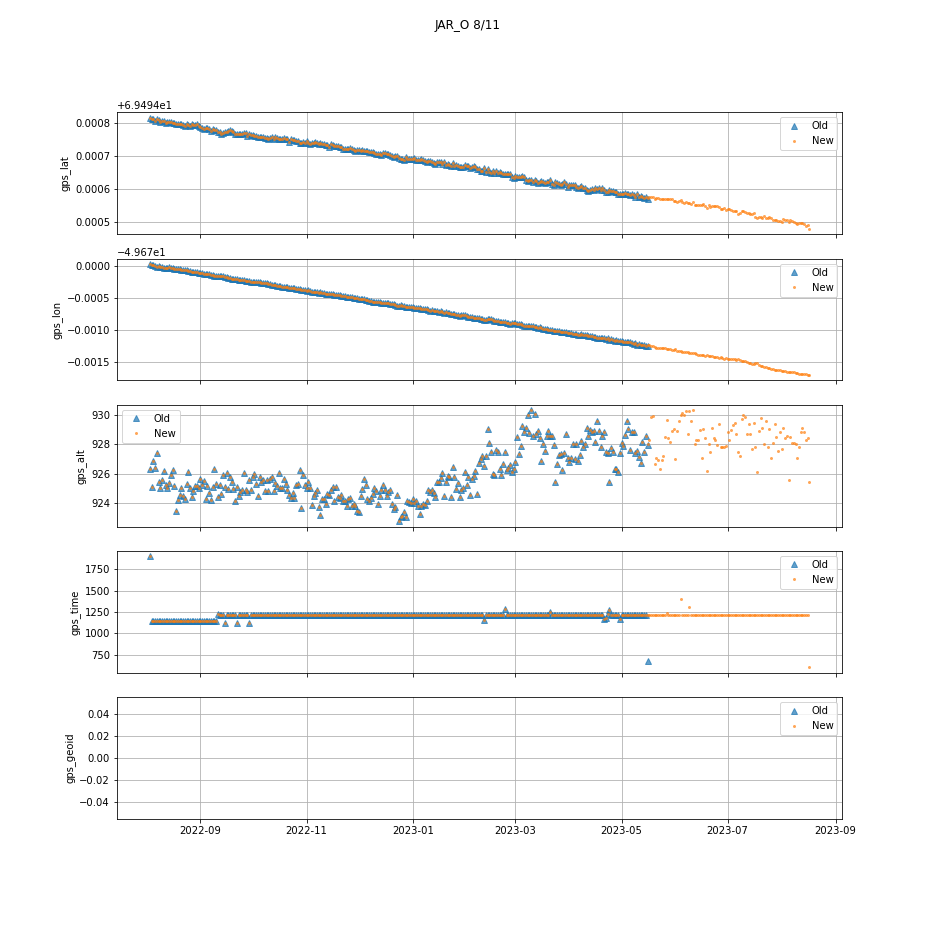 JAR_O 8/11
+6.9494e1
0.0008
0.0007
0.0006
0.0005
gps_lat
Old
New
−4.967e1
0.0000
−0.0005
−0.0010
−0.0015
gps_lon
Old
New
930
928
926
924
gps_alt
Old
New
1750
1500
1250
1000
750
gps_time
Old
New
0.04
0.02
0.00
−0.02
−0.04
gps_geoid
Old
New
2022-09 2022-11 2023-01 2023-03 2023-05 2023-07 2023-09